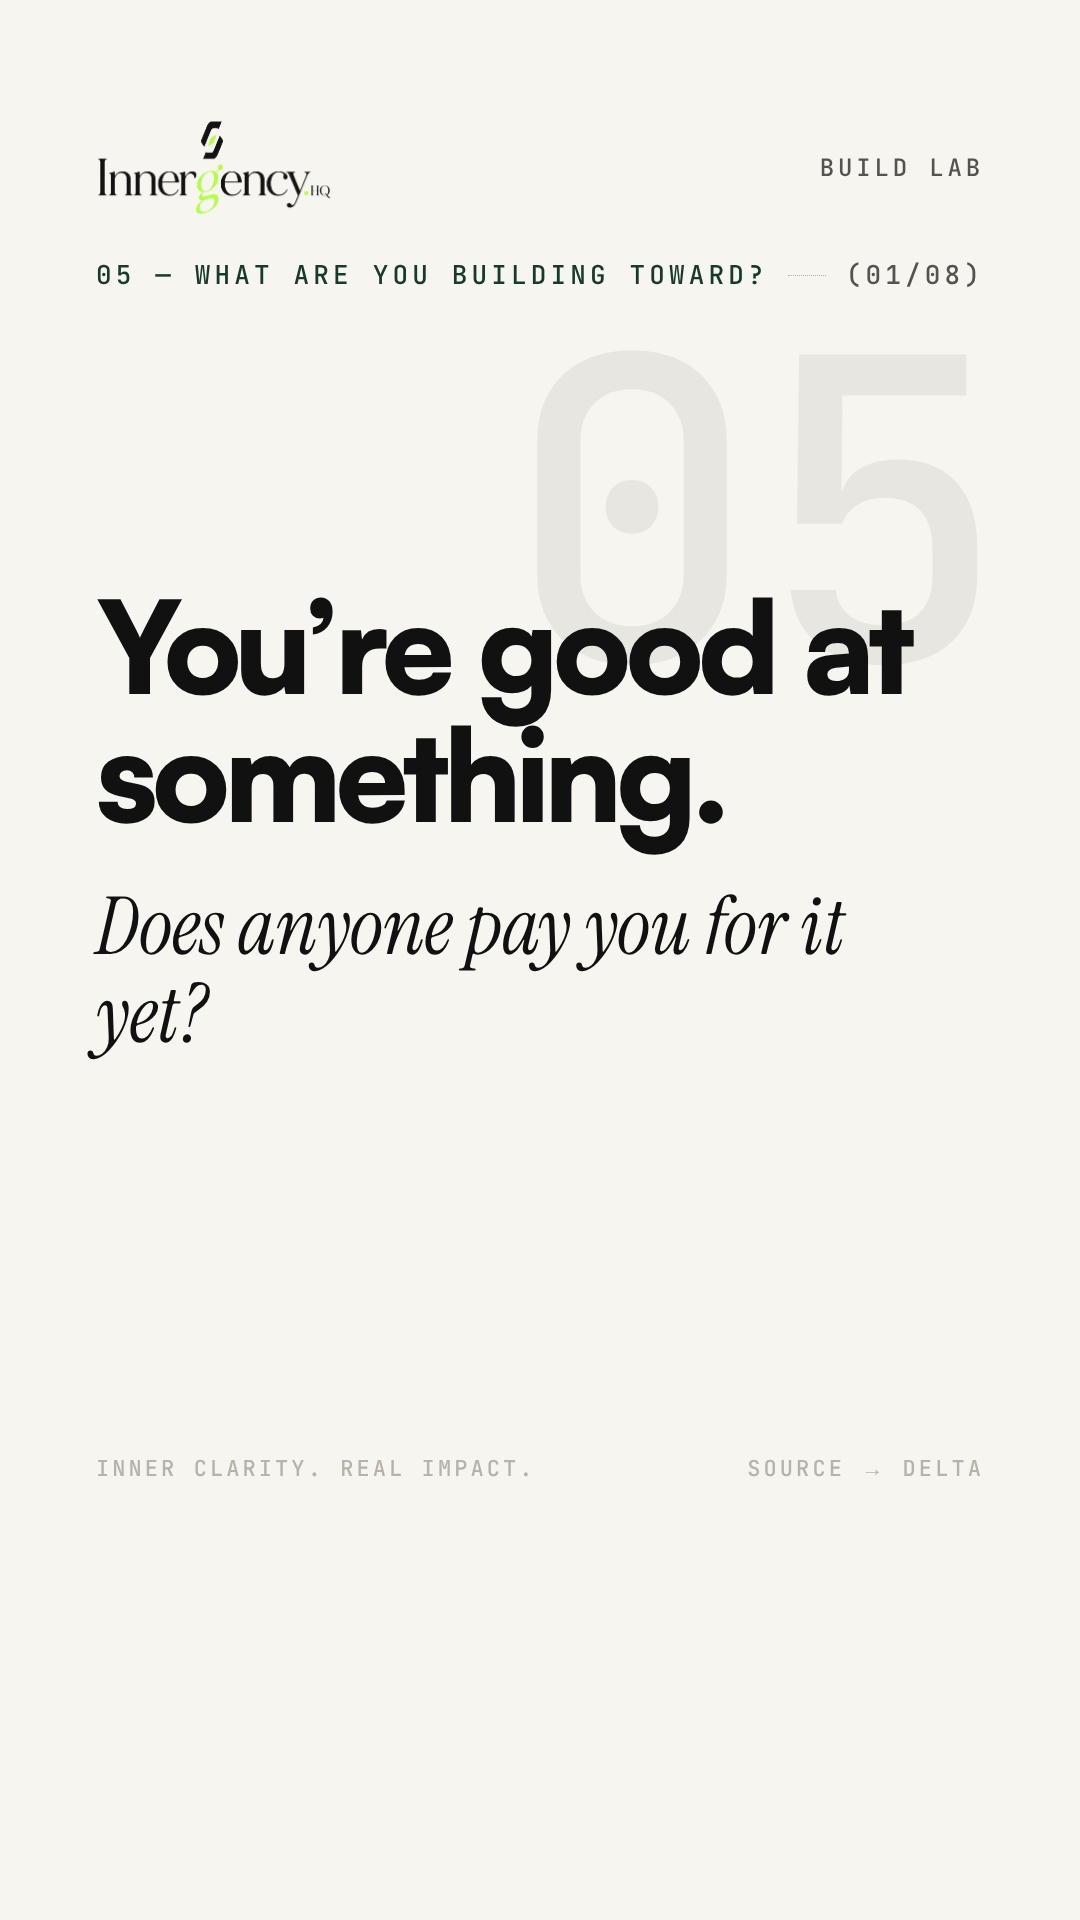 Innergency.HQ
BUILD LAB
05 — WHAT ARE YOU BUILDING TOWARD? (01/08)
05
You’re good at
something.
Does anyone pay you for it
yet?
INNER CLARITY. REAL IMPACT.
SOURCE → DELTA